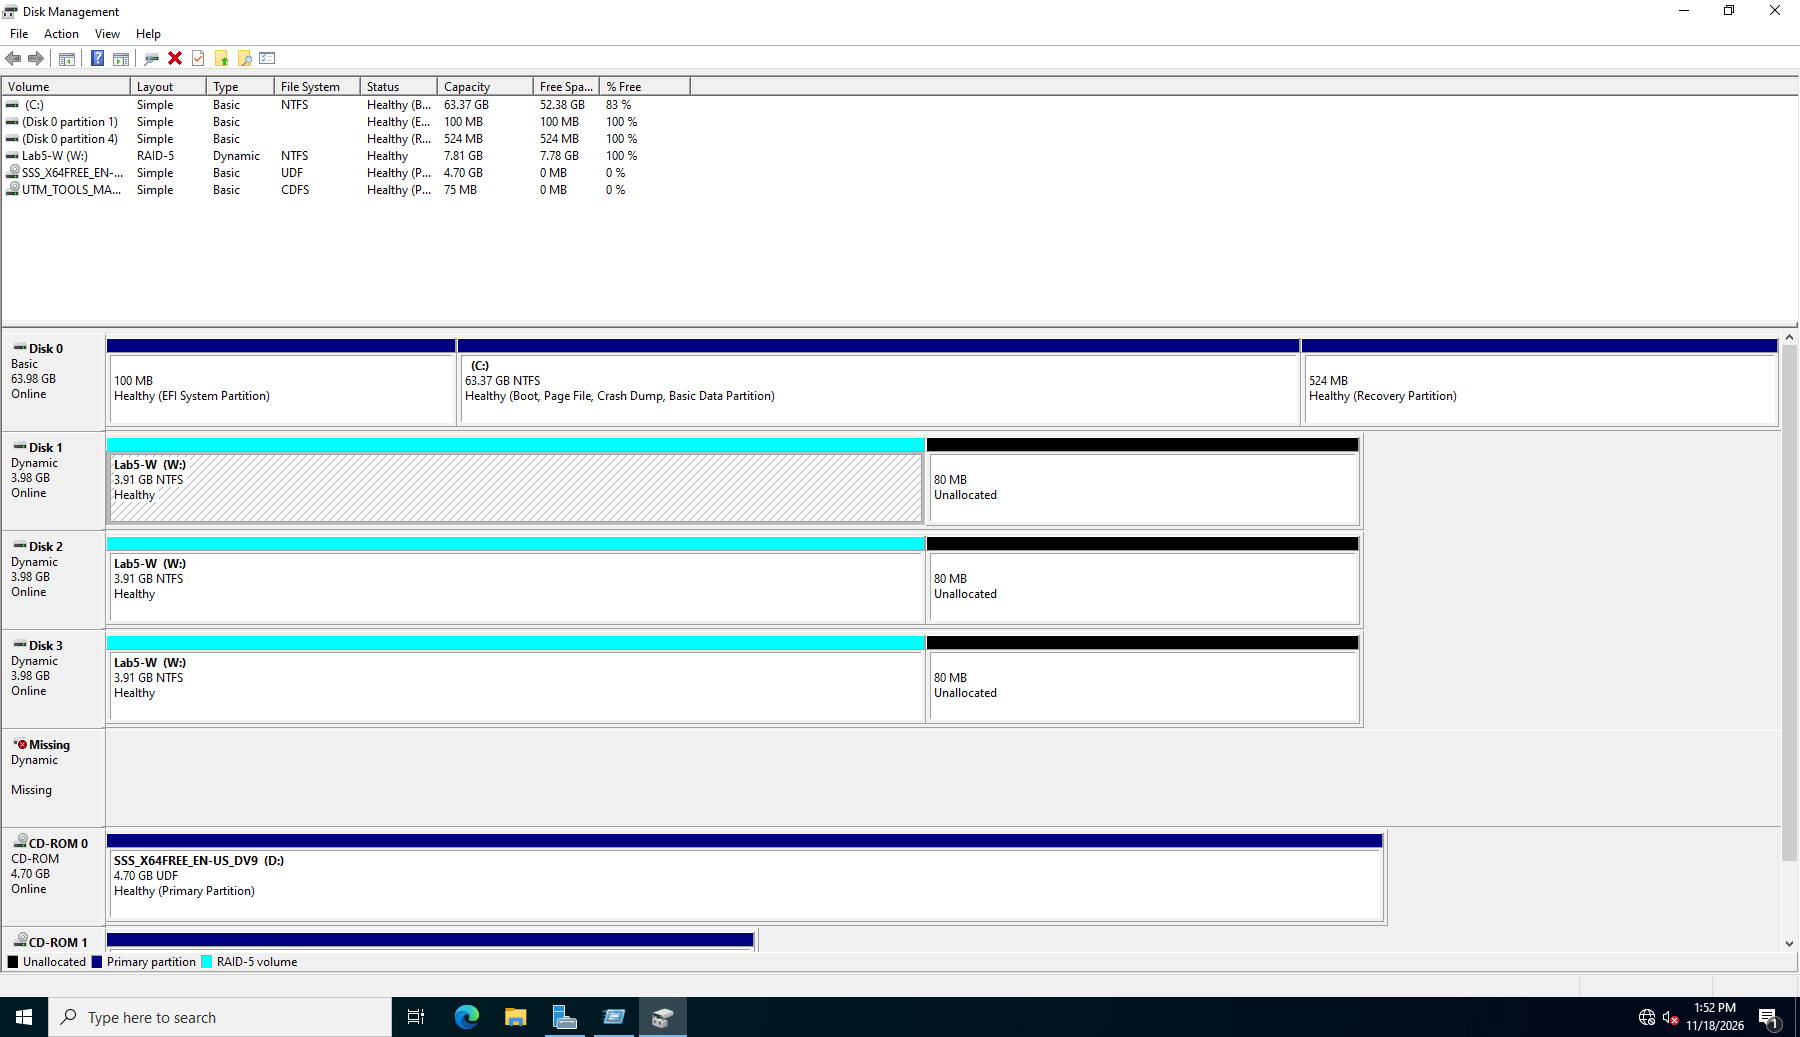 Disk Management
File Action View Help
Volume Layout Type File System Status Capacity Free Spa... % Free
(C:) Simple Basic NTFS Healthy (B... 63.37 GB 52.38 GB 83 %
(Disk 0 partition 1) Simple Basic Healthy (E... 100 MB 100 MB 100 %
(Disk 0 partition 4) Simple Basic Healthy (R... 524 MB 524 MB 100 %
Lab5-W (W:) RAID-5 Dynamic NTFS Healthy 7.81 GB 7.78 GB 100 %
SSS_X64FREE_EN-... Simple Basic UDF Healthy (P... 4.70 GB 0 MB 0 %
UTM_TOOLS_MA... Simple Basic CDFS Healthy (P... 75 MB 0 MB 0 %
Disk 0
Basic
63.98 GB
Online
100 MB
Healthy (EFI System Partition)
(C:)
63.37 GB NTFS
Healthy (Boot, Page File, Crash Dump, Basic Data Partition)
524 MB
Healthy (Recovery Partition)
Disk 1
Dynamic
3.98 GB
Online
Lab5-W (W:)
3.91 GB NTFS
Healthy
80 MB
Unallocated
Disk 2
Dynamic
3.98 GB
Online
Lab5-W (W:)
3.91 GB NTFS
Healthy
80 MB
Unallocated
Disk 3
Dynamic
3.98 GB
Online
Lab5-W (W:)
3.91 GB NTFS
Healthy
80 MB
Unallocated
Missing
Dynamic
Missing
CD-ROM 0
CD-ROM
4.70 GB
Online
SSS_X64FREE_EN-US_DV9 (D:)
4.70 GB UDF
Healthy (Primary Partition)
CD-ROM 1
Unallocated Primary partition RAID-5 volume
Type here to search
1:52 PM
11/18/2026
1